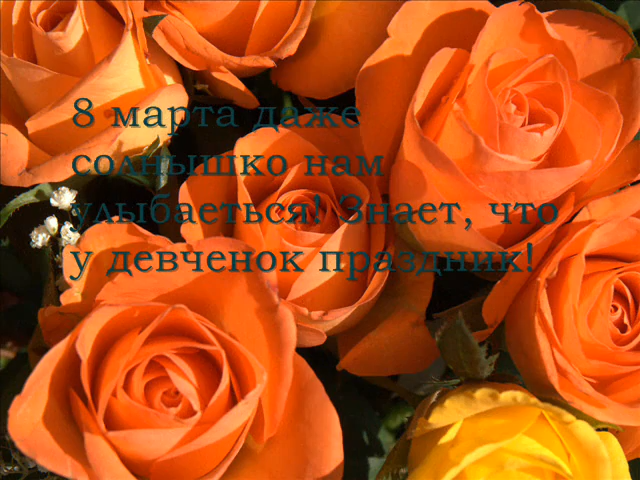 8 марта даже
солнышко нам
улыбаеться! Знает, что
у девченок праздник!